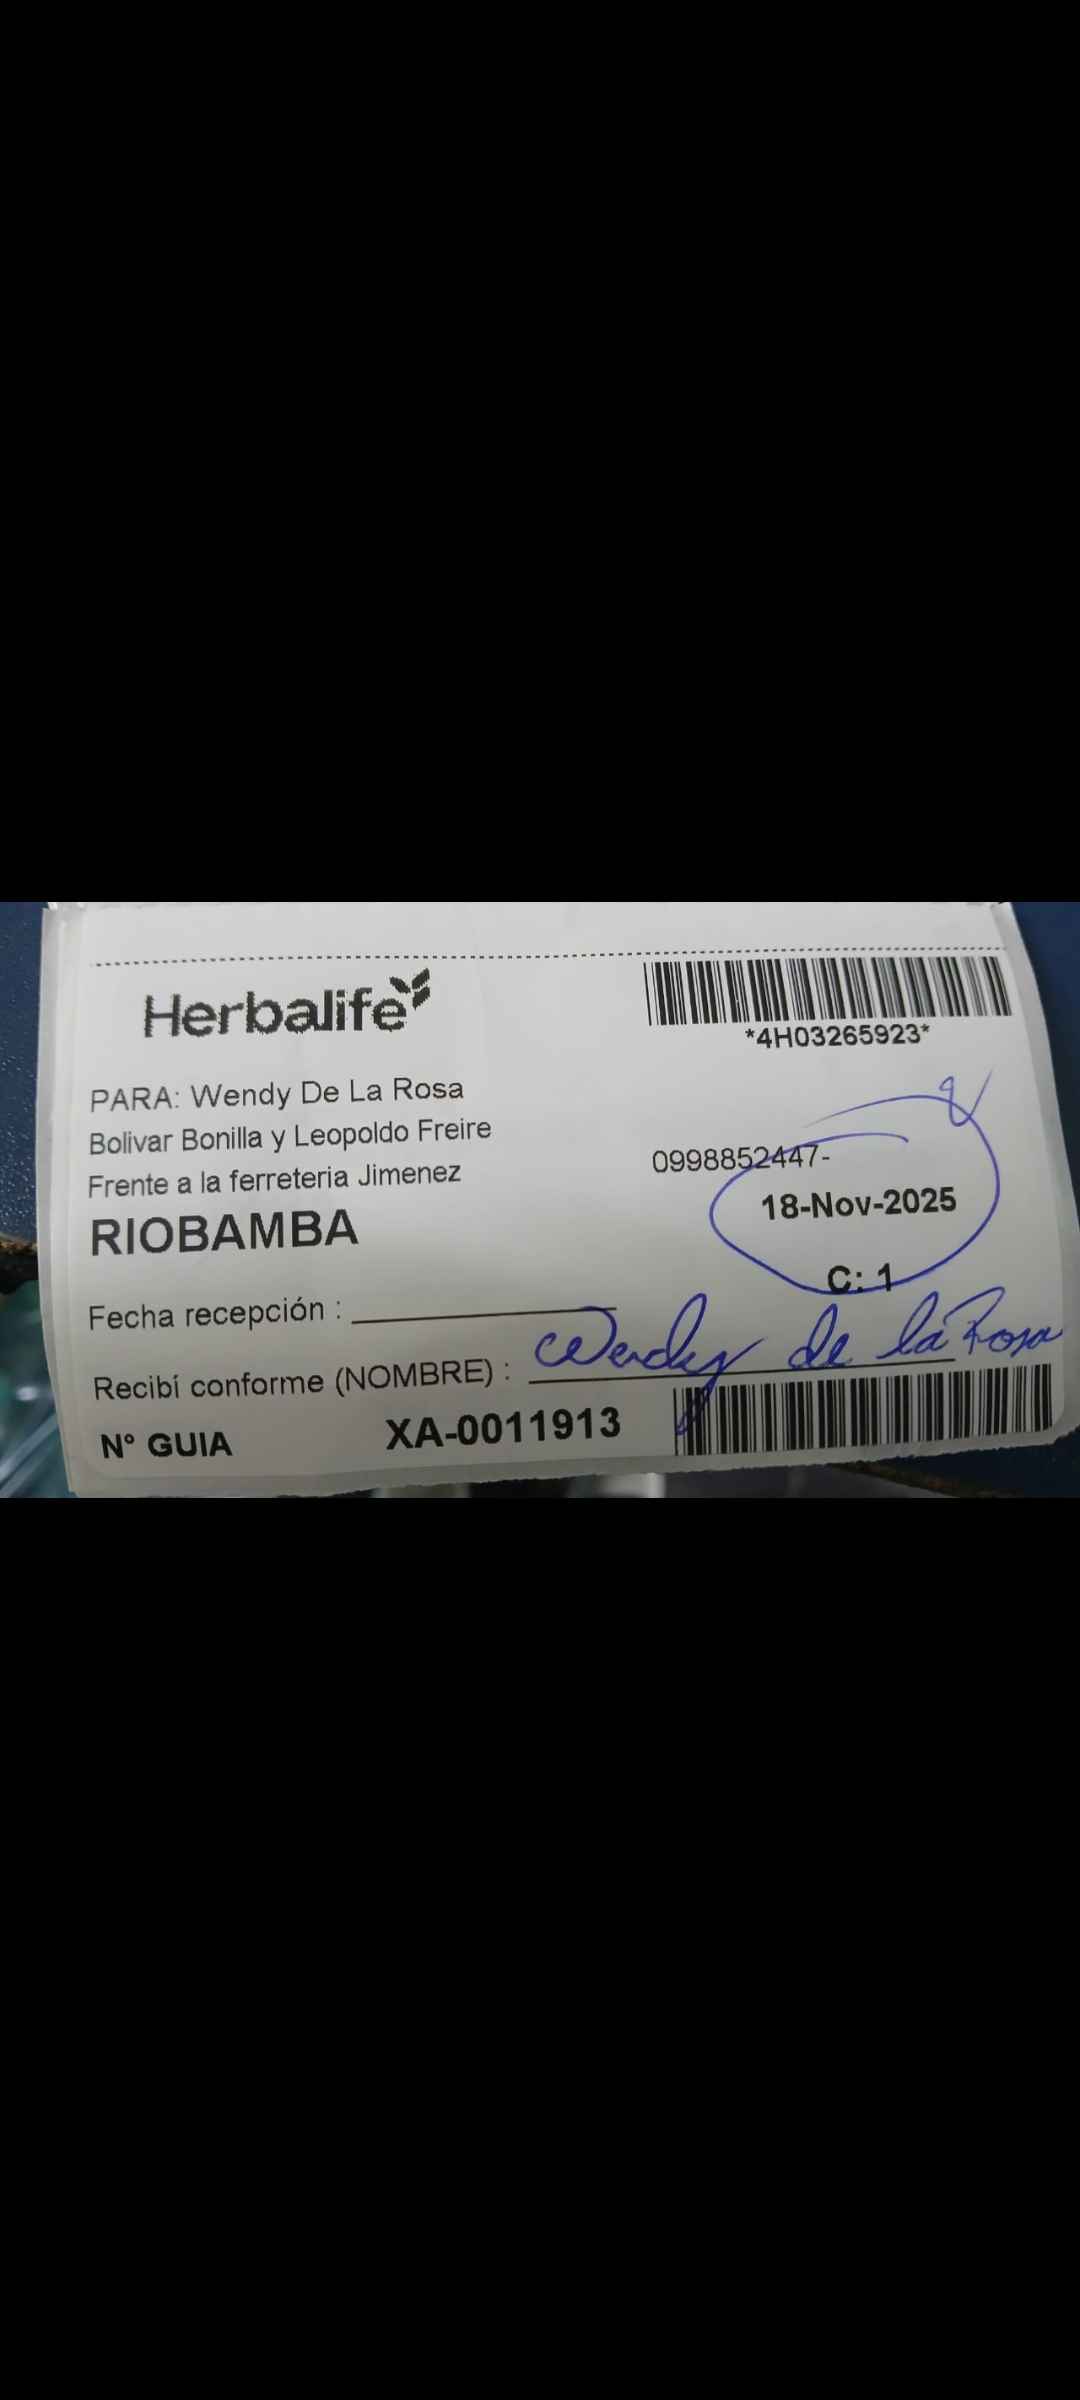 Herbalife
*4H03265923*
PARA: Wendy De La Rosa
Bolivar Bonilla y Leopoldo Freire
0998852447-
Frente a la ferreteria Jimenez
18-Nov-2025
RIOBAMBA
C: 1
Fecha recepción : ____________
Recibí conforme (NOMBRE) : Wendy de la Rosa
N° GUIA XA-0011913